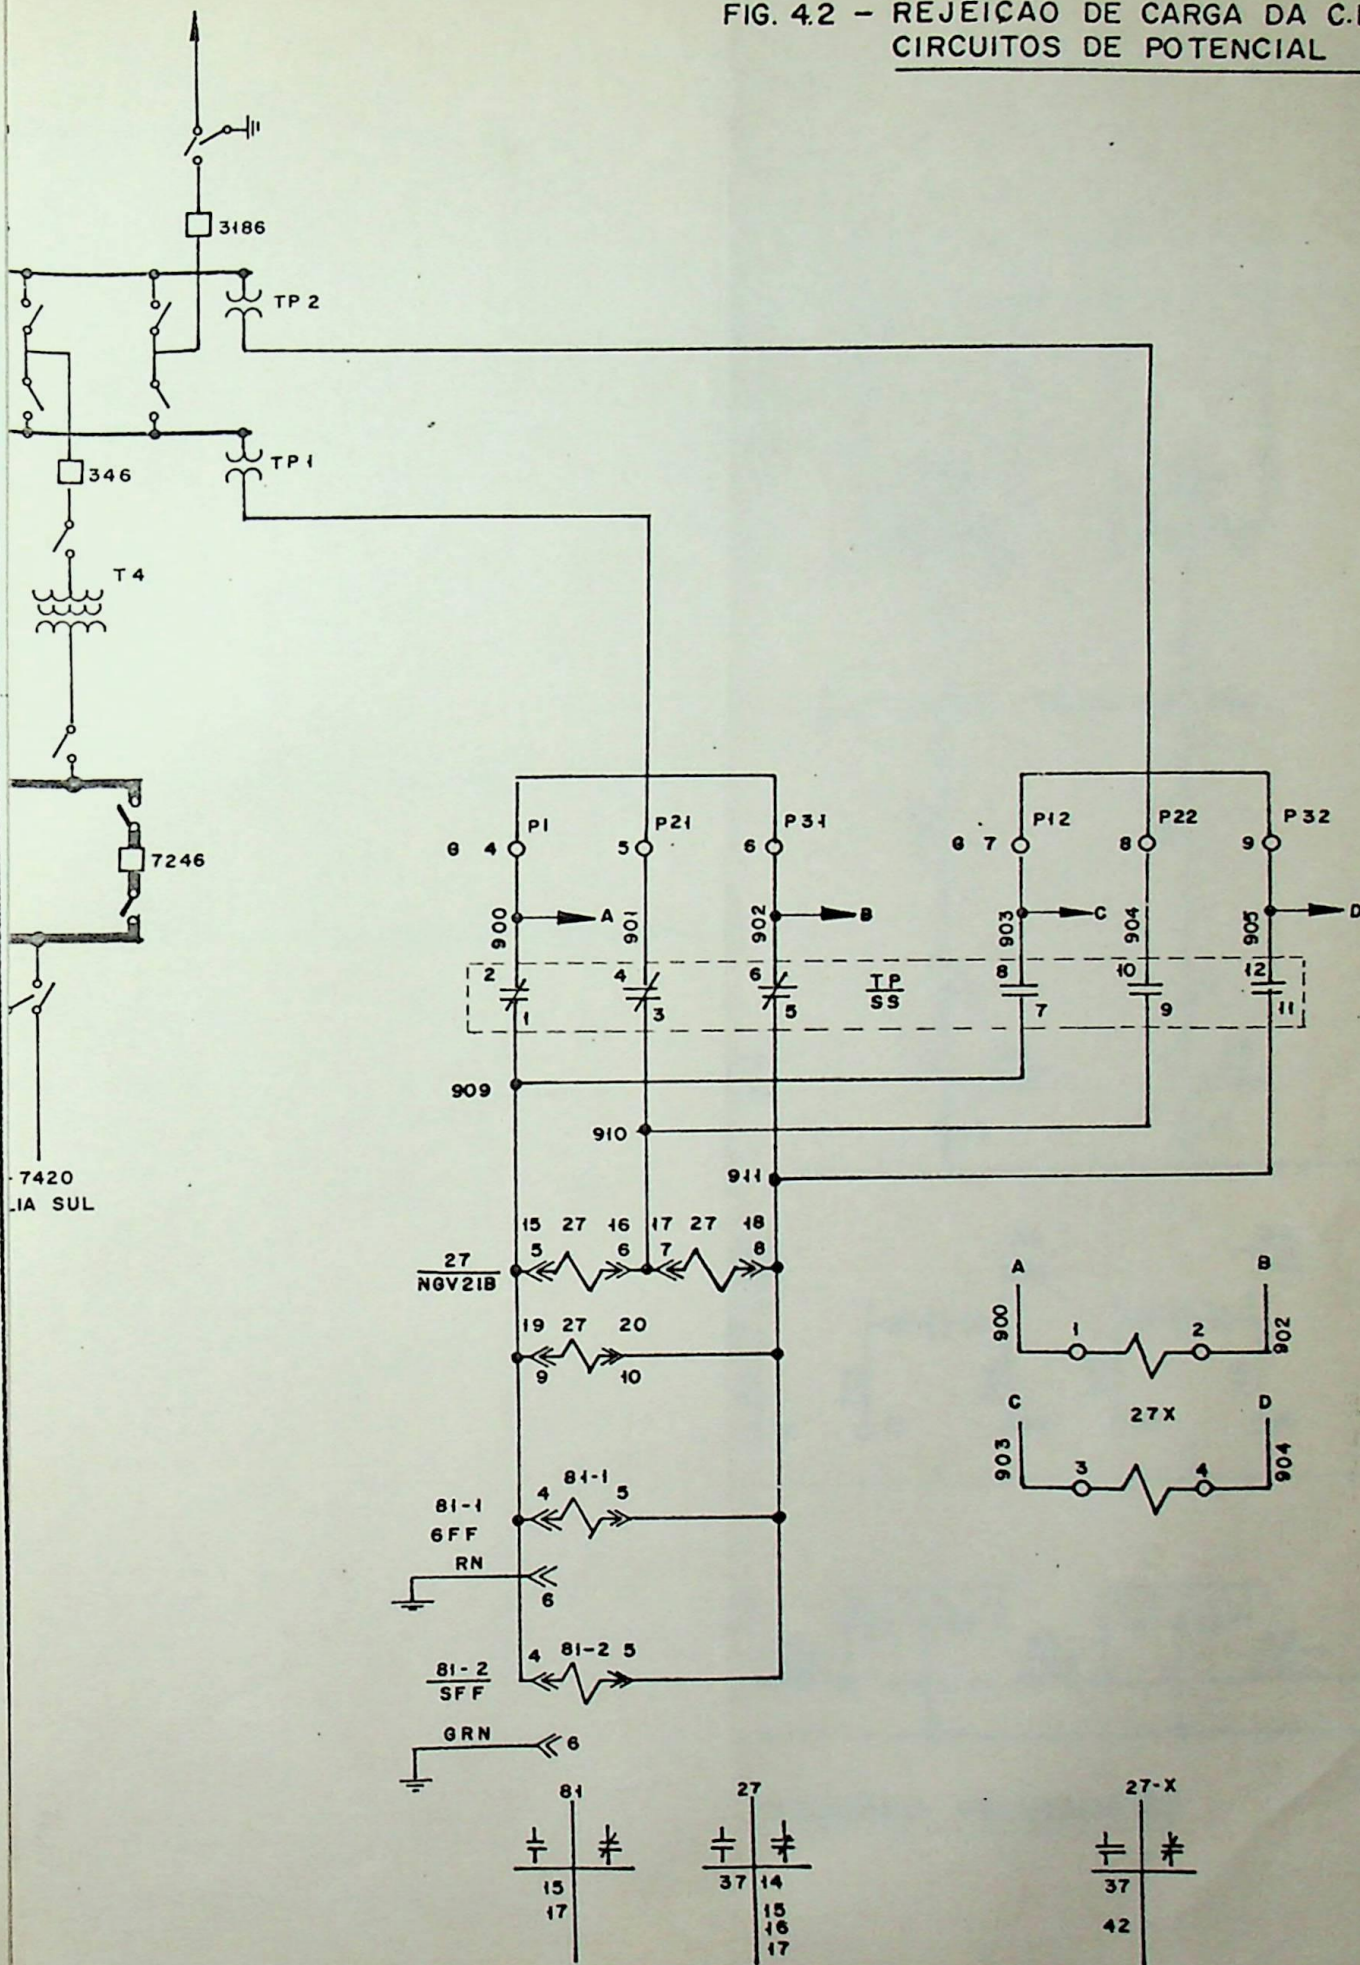 FIG. 4.2 - REJEIÇAO DE CARGA DA C.
CIRCUITOS DE POTENCIAL
3186
TP 2
TP1
346
T 4
7246
7420
LIA SUL
P1 P21 P31 P12 P22 P32
G 4 5 6 G 7 8 9
900 A 901 902 B 903 C 904 905 D
2 4 6 TP 8 10 12
SS
1 3 5 7 9 11
909
910
911
15 27 16 17 27 18
5 6 7 8
27
NGV21B
19 27 20
9 10
A B
900 1 2 902
C 27X D
903 3 4 904
81-1
4 5
81-1
6FF
RN
6
4 81-2 5
81-2
SFF
GRN
6
81 27 27-X
15 37 14 37
17 15 42
16
17